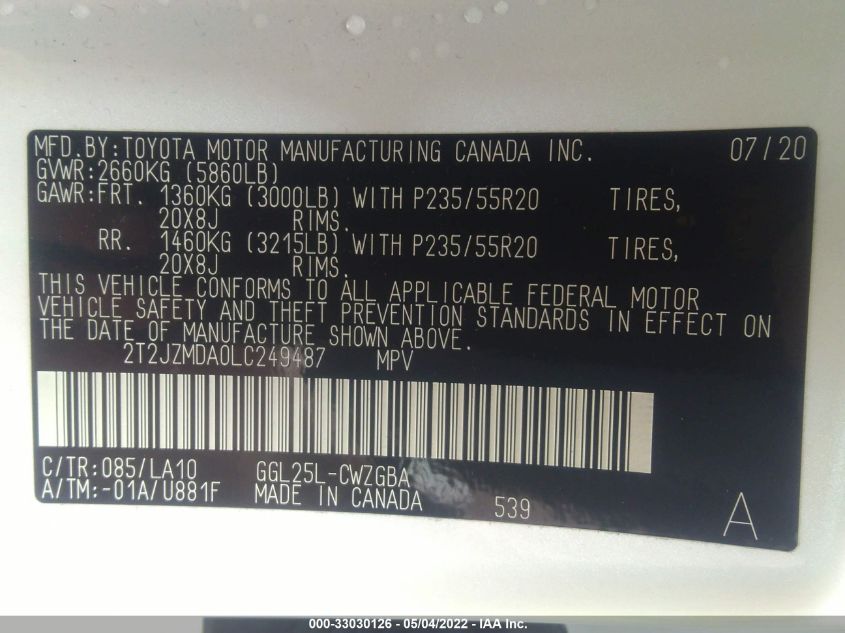 MFD.BY:TOYOTA MOTOR MANUFACTURING CANADA INC. 07/20
GVWR:2660KG (5860LB)
GAWR:FRT. 1360KG (3000LB) WITH P235/55R20 TIRES,
20X8J RIMS.
RR. 1460KG (3215LB) WITH P235/55R20 TIRES,
20X8J RIMS.
THIS VEHICLE CONFORMS TO ALL APPLICABLE FEDERAL MOTOR
VEHICLE SAFETY AND THEFT PREVENTION STANDARDS IN EFFECT ON
THE DATE OF MANUFACTURE SHOWN ABOVE.
2T2JZMDA0LC249487 MPV
C/TR:085/LA10 GGL25L-CWZGBA
A/TM:-01A/U881F MADE IN CANADA 539 A
000-33030126 - 05/04/2022 - IAA Inc.